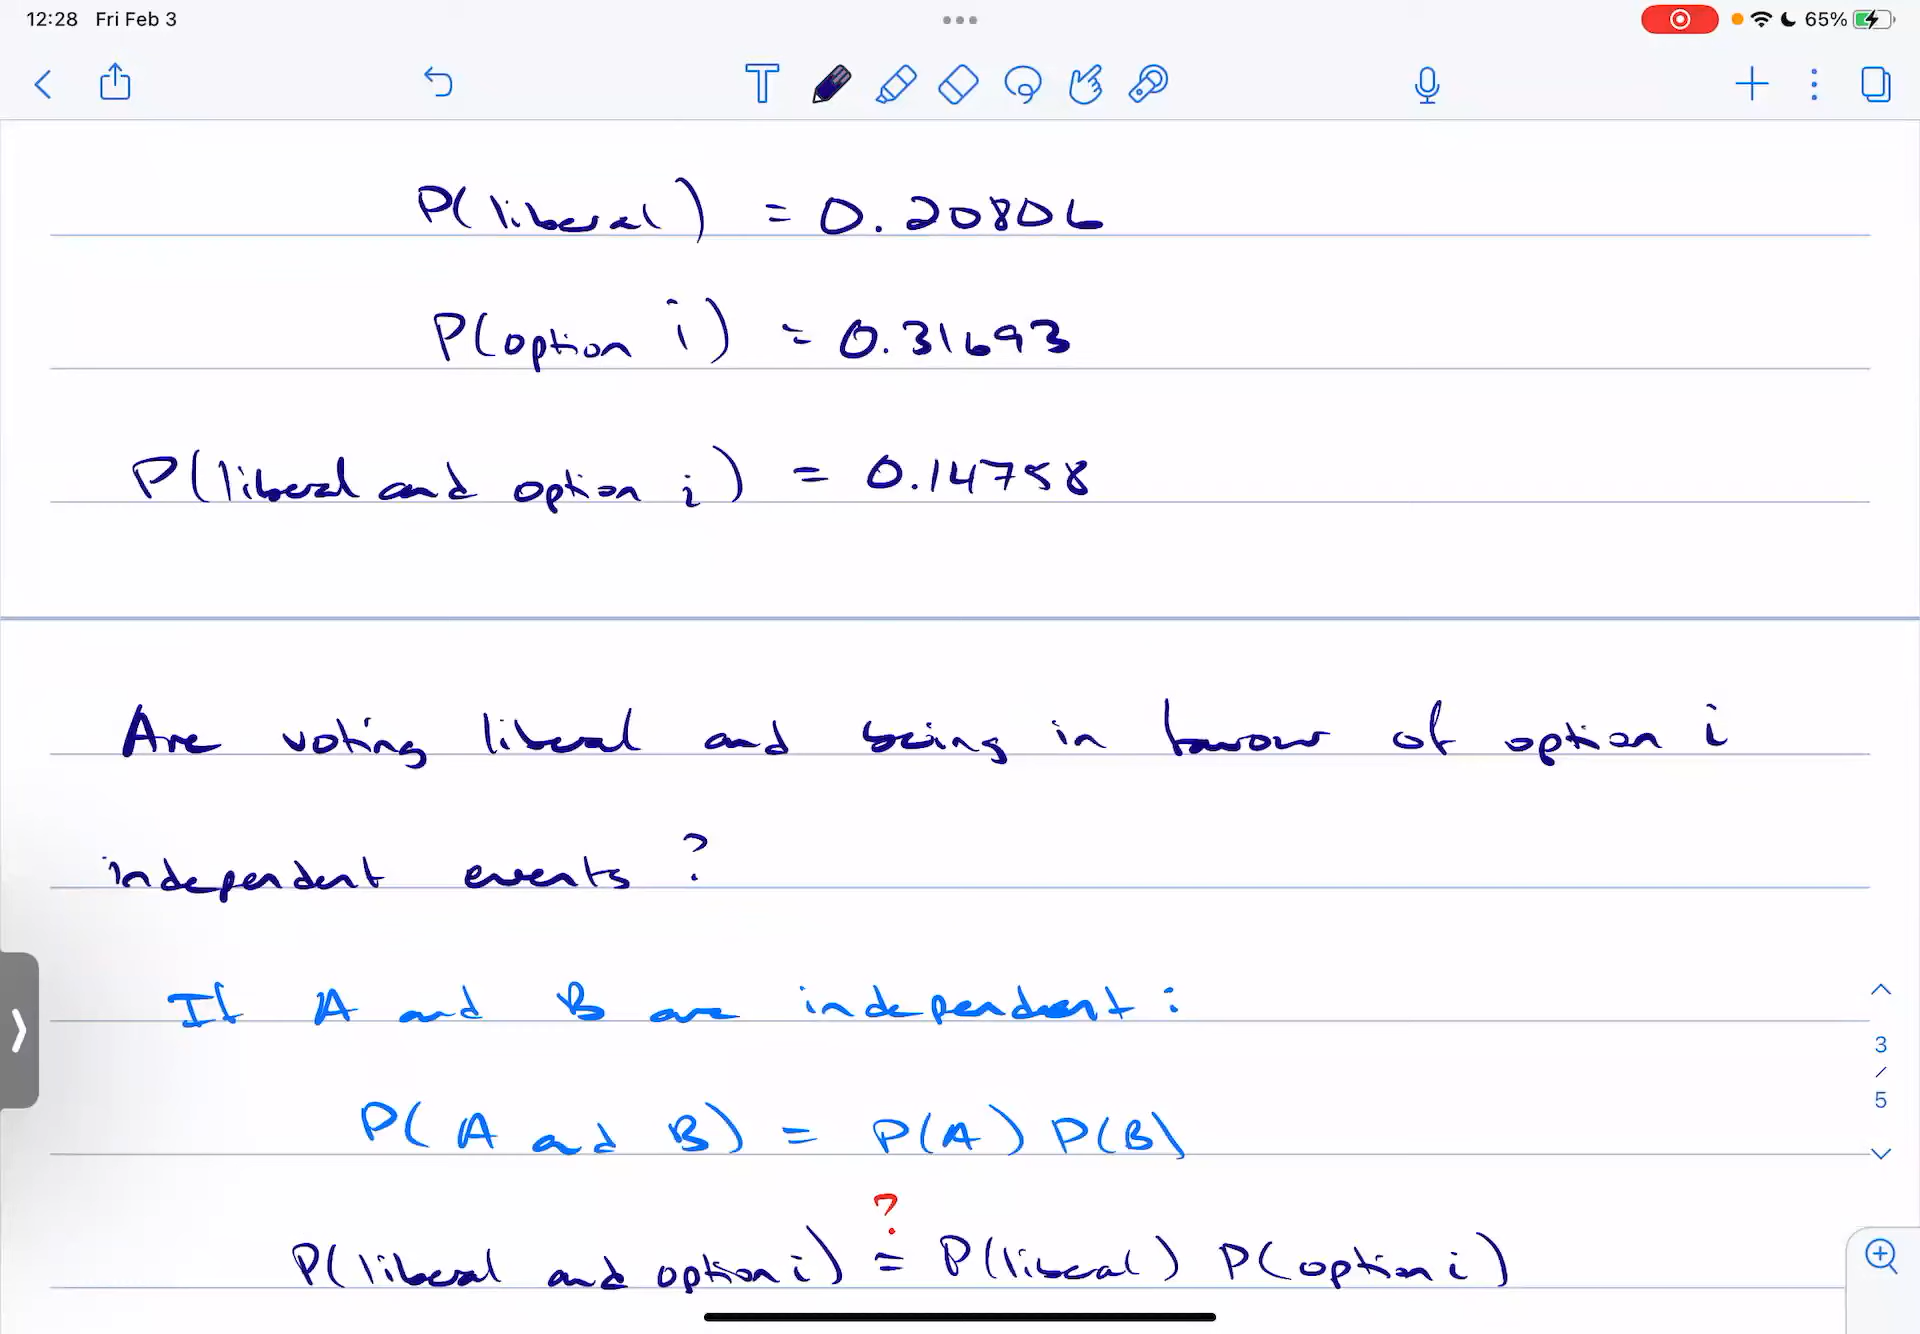 12:28 Fri Feb 3
65%
P(liberal) = 0.20806
P(option i) = 0.31693
P(liberal and option i) = 0.14758
Are voting liberal and being in favour of option i
independent events ?
If A and B are independent :
3
/
5
P(A and B) = P(A) P(B)
?
P(liberal and option i) = P(liberal) P(option i)